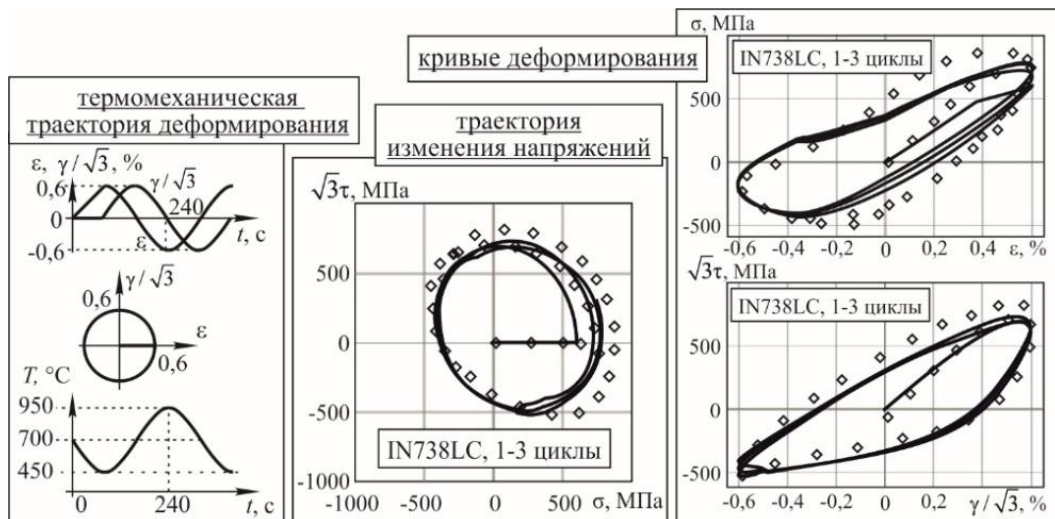 термомеханическая
траектория деформирования
ε, γ/√3, %
0,6
γ/√3
240
0
ε
-0,6
t, с
γ/√3
0,6
ε
0,6
T, °C
950
700
450
0
240
t, с
траектория
изменения напряжений
√3τ, МПа
500
0
-500
-1000
IN738LC, 1-3 циклы
-1000
-500
0
500
σ, МПа
кривые деформирования
σ, МПа
IN738LC, 1-3 циклы
500
0
-500
-0,6
-0,4
-0,2
0
0,2
0,4
ε, %
√3τ, МПа
IN738LC, 1-3 циклы
500
0
-500
-0,6
-0,4
-0,2
0
0,2
0,4
γ/√3, %